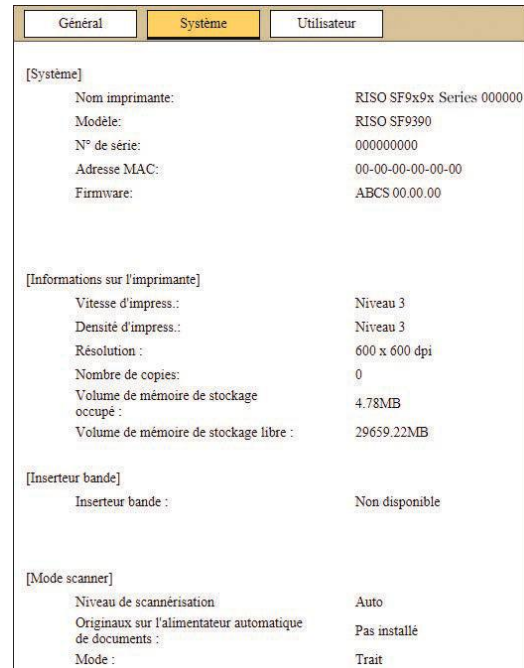 Général Système Utilisateur
[Système]
Nom imprimante: RISO SF9x9x Series 000000
Modèle: RISO SF9390
N° de série: 000000000
Adresse MAC: 00-00-00-00-00-00
Firmware: ABCS 00.00.00
[Informations sur l'imprimante]
Vitesse d'impress.: Niveau 3
Densité d'impress.: Niveau 3
Résolution : 600 x 600 dpi
Nombre de copies: 0
Volume de mémoire de stockage
occupé : 4.78MB
Volume de mémoire de stockage libre : 29659.22MB
[Inserteur bande]
Inserteur bande : Non disponible
[Mode scanner]
Niveau de scannérisation Auto
Originaux sur l'alimentateur automatique
de documents : Pas installé
Mode : Trait